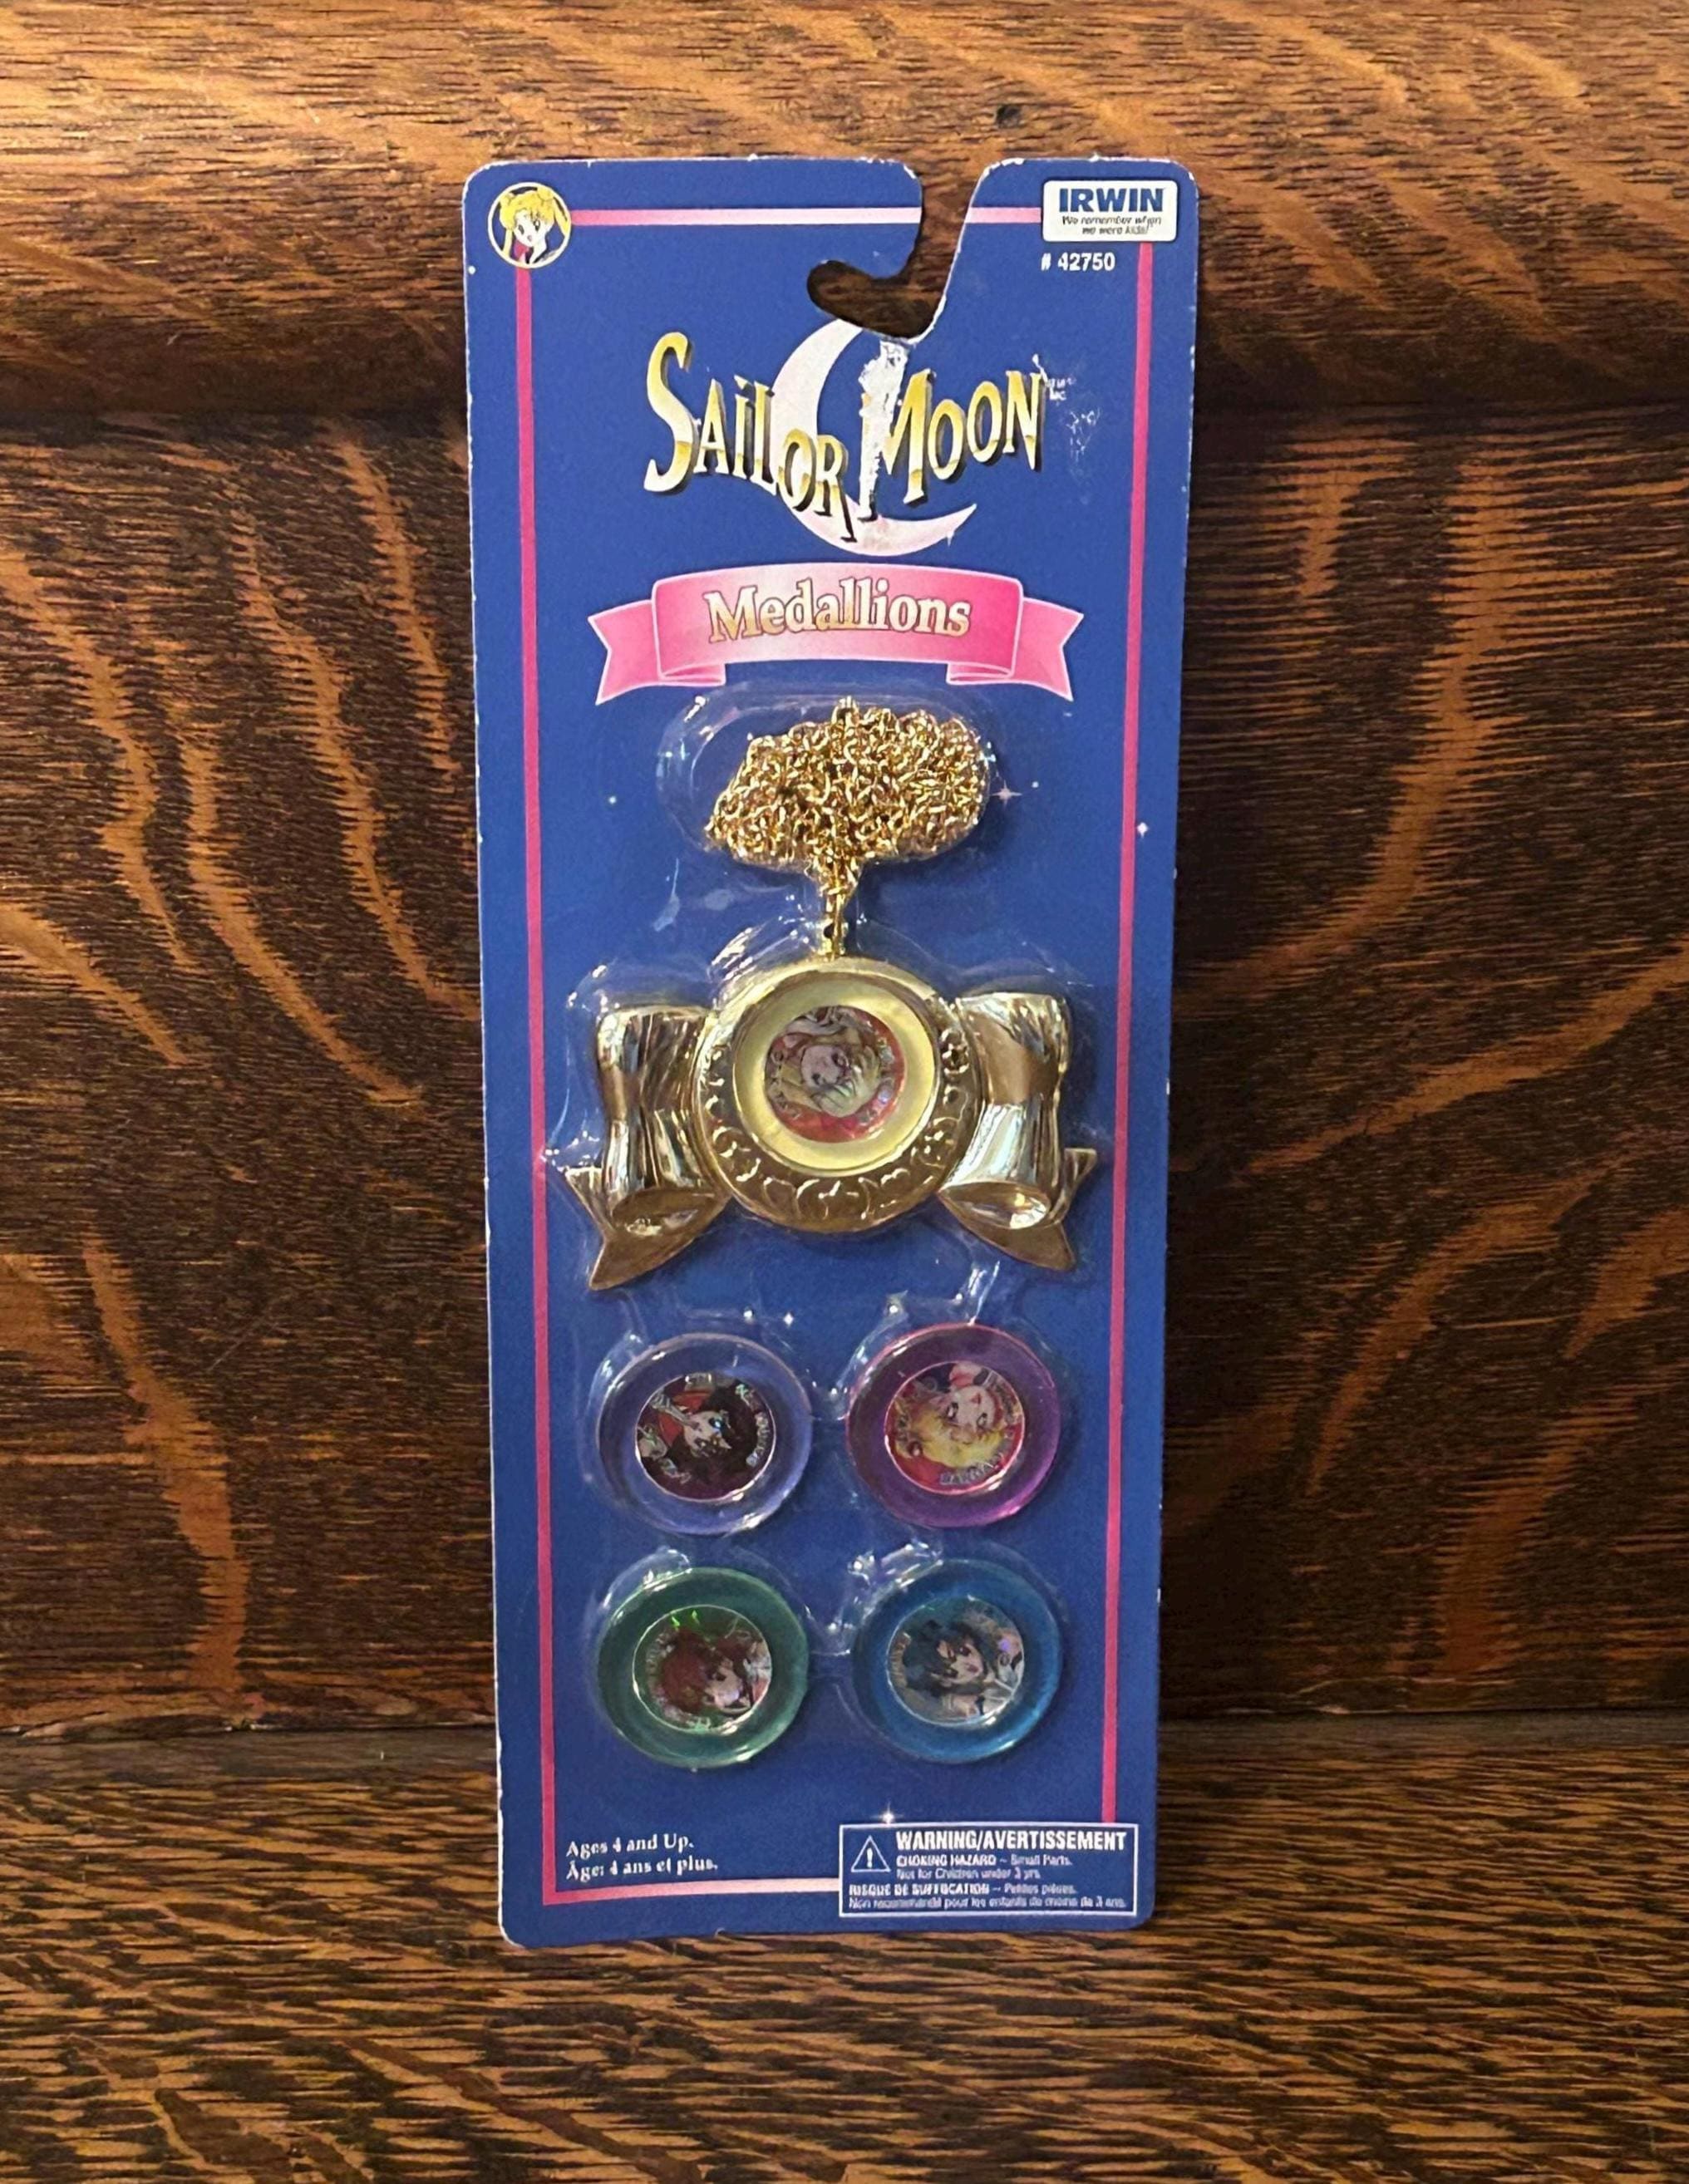 IRWIN
We remember when
we were kids!
# 42750
SAILOR MOON
Medallions
Ages 4 and Up.
Âge: 4 ans et plus.
WARNING/AVERTISSEMENT
CHOKING HAZARD – Small Parts.
Not for Children under 3 yrs.
RISQUE DE SUFFOCATION – Petites pièces.
Non recommandé pour les enfants de moins de 3 ans.